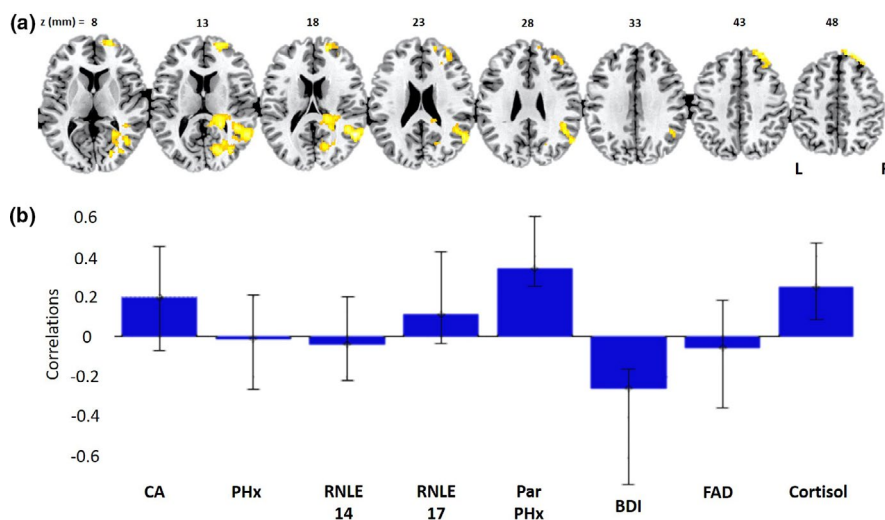 (a) z (mm) = 8 13 18 23 28 33 43 48
L R
(b)
0.6
0.4
0.2
0
-0.2
-0.4
-0.6
Correlations
CA PHx RNLE 14 RNLE 17 Par PHx BDI FAD Cortisol